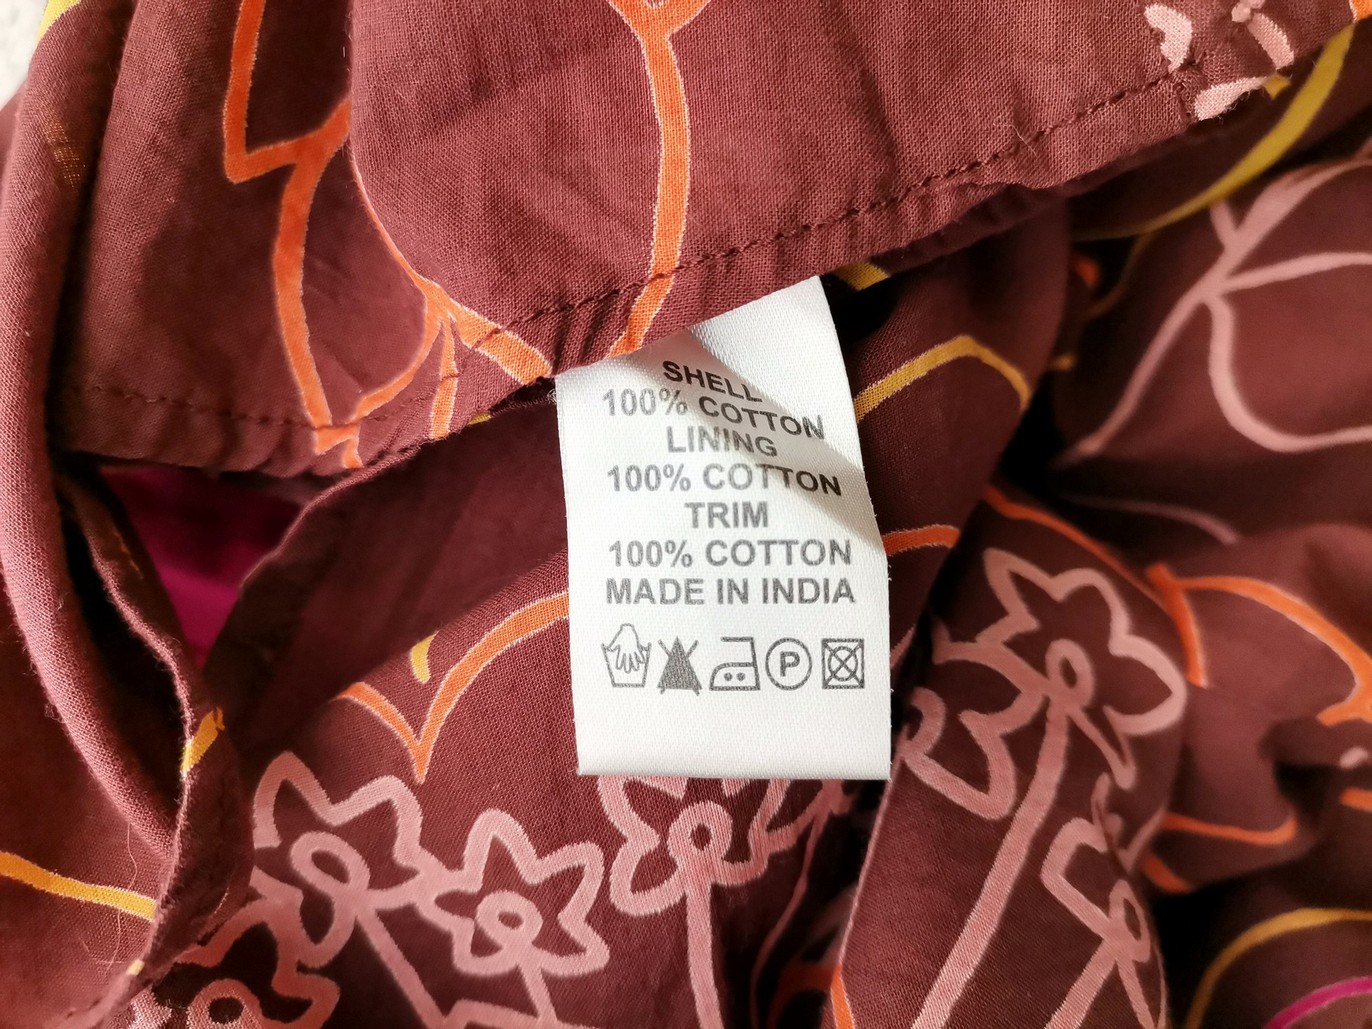 SHELL
100% COTTON
LINING
100% COTTON
TRIM
100% COTTON
MADE IN INDIA
P